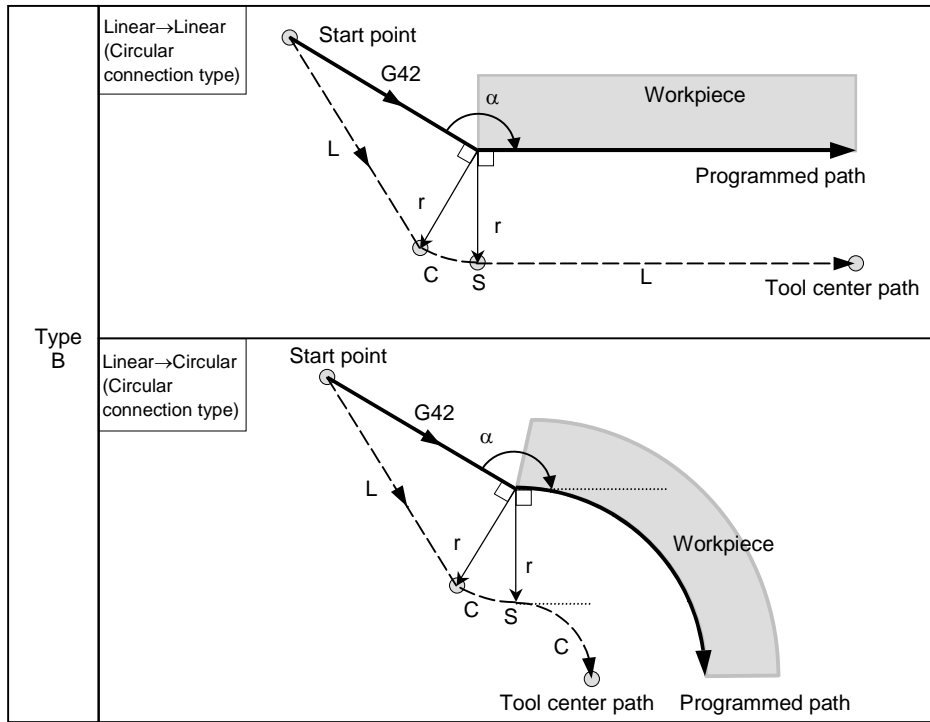 Type
B
Linear→Linear
(Circular
connection type)
Start point
G42
α
Workpiece
L
r
r
Programmed path
C
S
L
Tool center path
Linear→Circular
(Circular
connection type)
Start point
G42
α
L
Workpiece
r
r
C
S
C
Tool center path
Programmed path